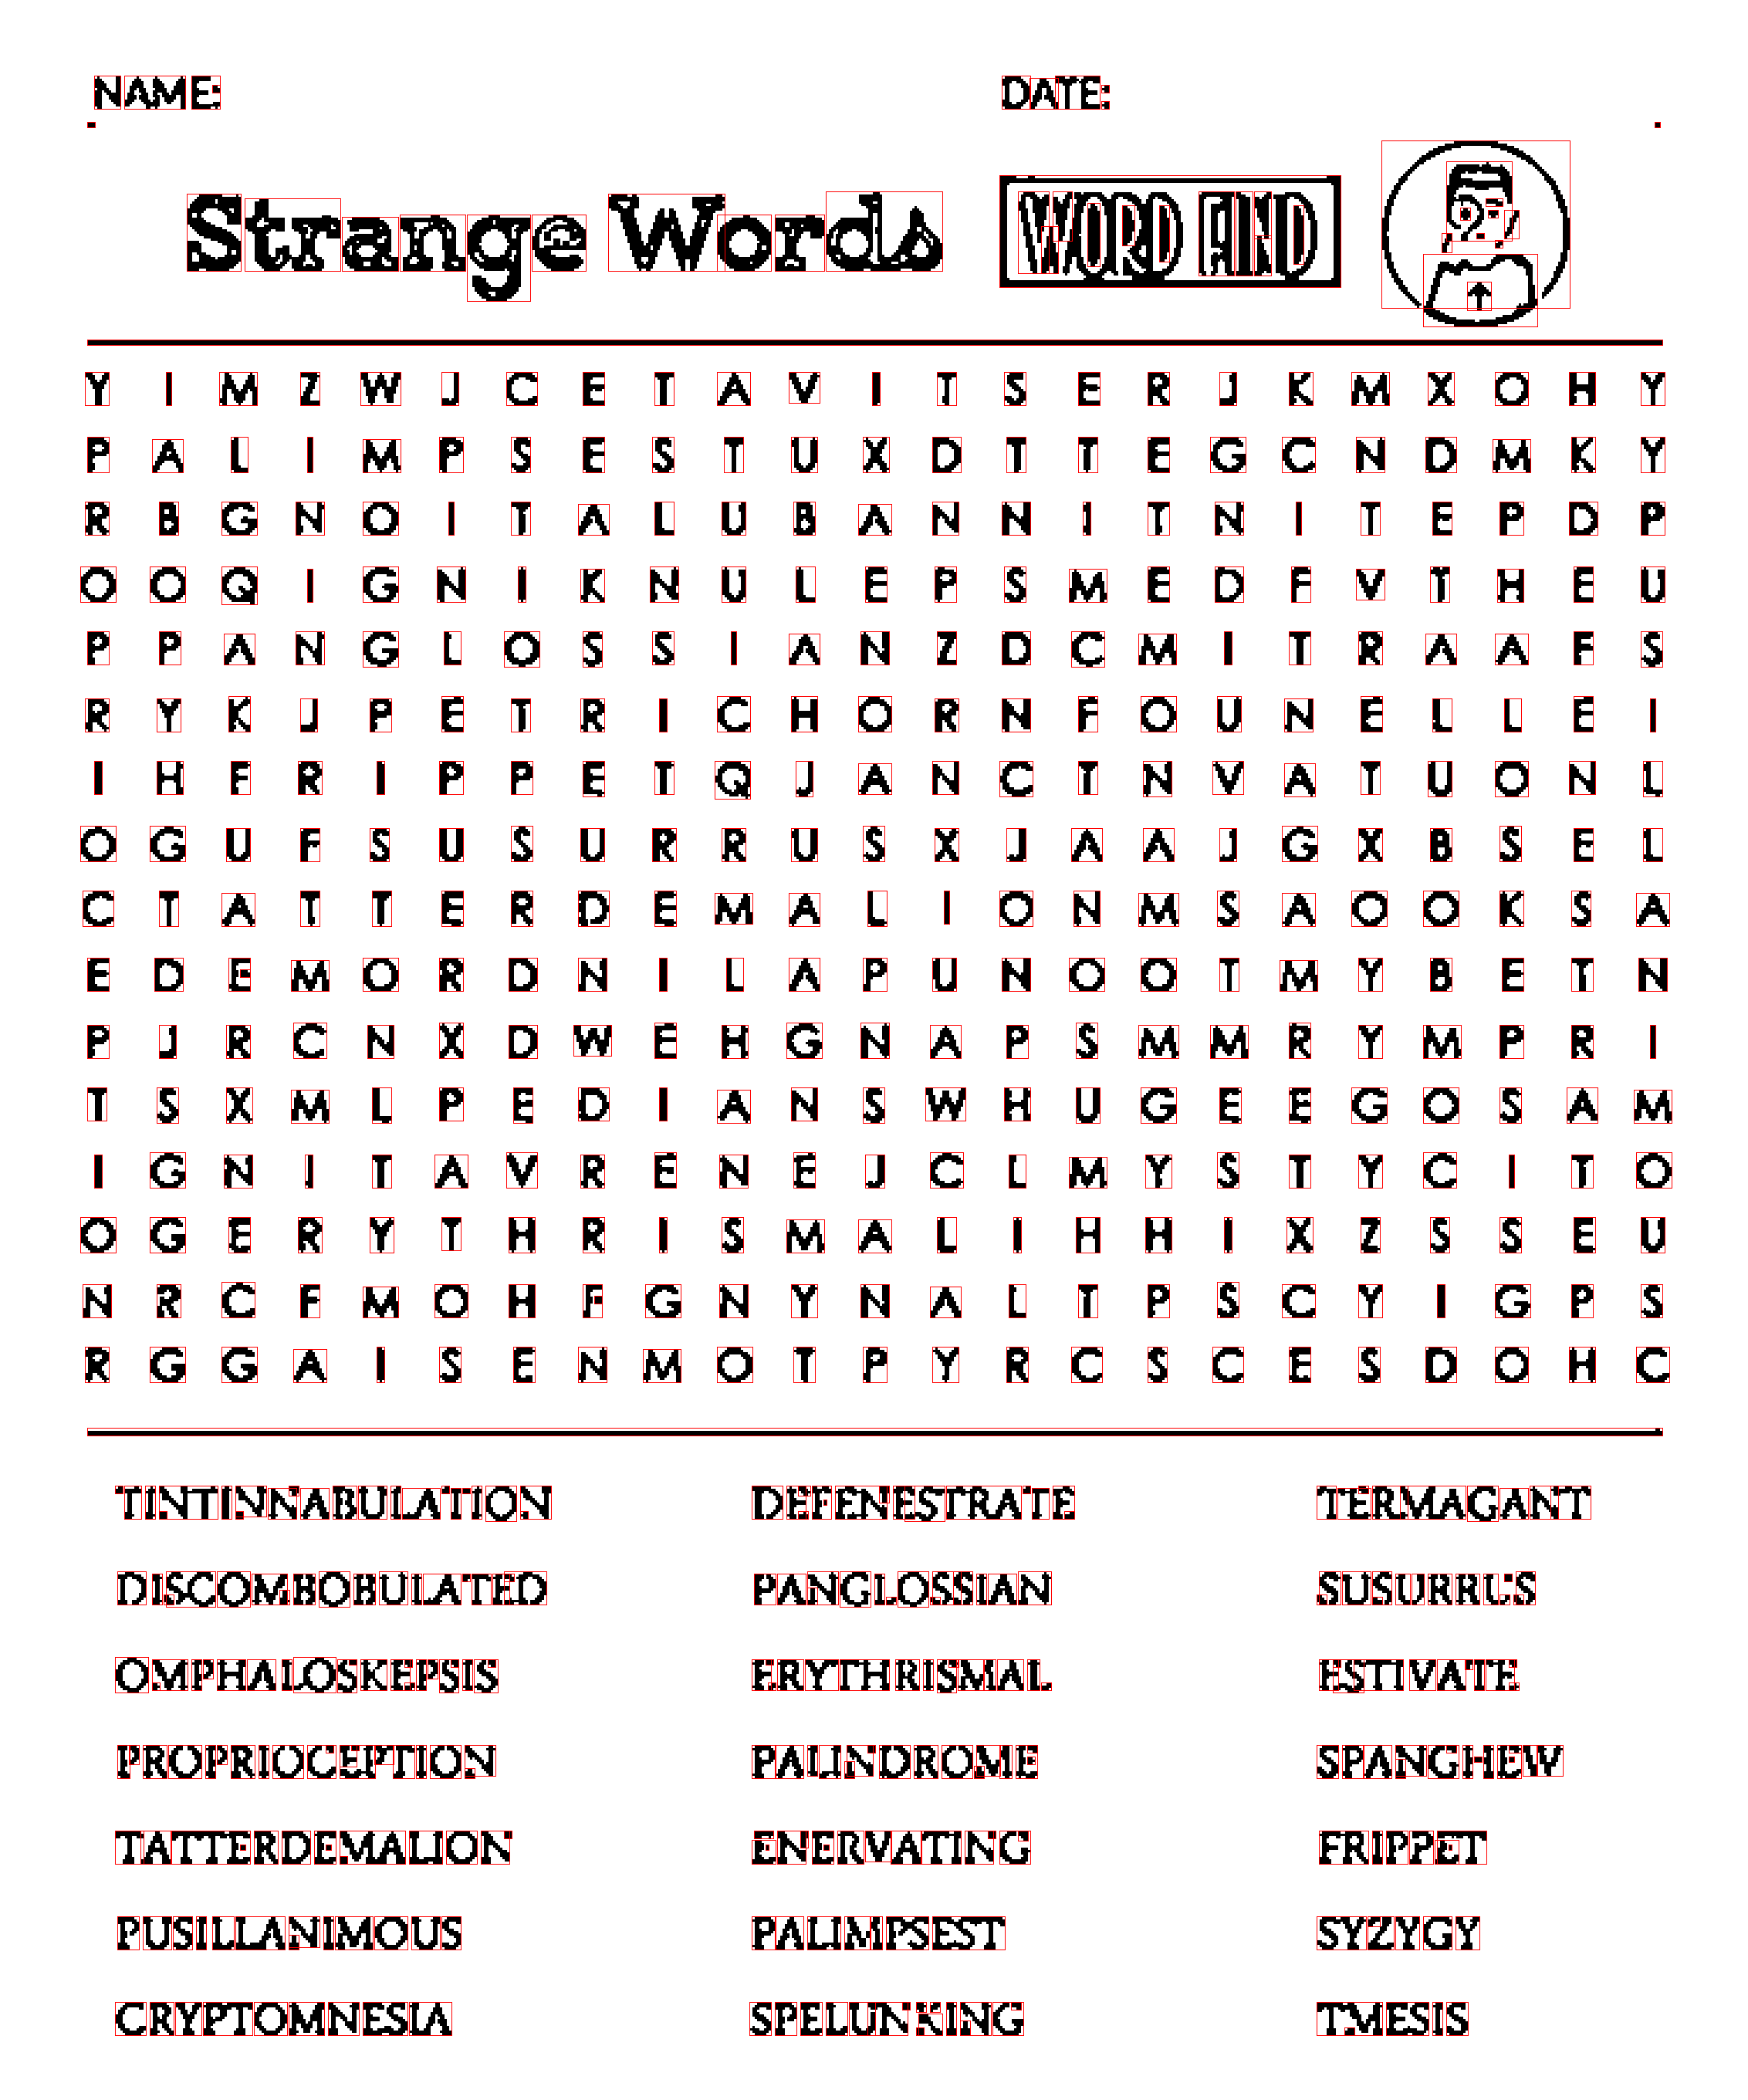 NAME: DATE:
Strange Words WORD FIND
Y I M Z W J C E T A V I T S E R J K M X O H Y
P A L I M P S E S T U X D T T E G C N D M K Y
R B G N O I T A L U B A N N I T N I T E P D P
O O Q I G N I K N U L E P S M E D F V T H E U
P P A N G L O S S I A N Z D C M I T R A A F S
R Y K J P E T R I C H O R N F O U N E L L E I
I H F R I P P E T Q J A N C T N V A T U O N L
O G U F S U S U R R U S X J A A J G X B S E L
C T A T T E R D E M A L I O N M S A O O K S A
E D E M O R D N I L A P U N O O T M Y B E T N
P J R C N X D W E H G N A P S M M R Y M P R I
T S X M L P E D I A N S W H U G E E G O S A M
I G N I T A V R E N E J C L M Y S T Y C I T O
O G E R Y T H R I S M A L I H H I X Z S S E U
N R C F M O H F G N Y N A L T P S C Y I G P S
R G G A I S E N M O T P Y R C S C E S D O H C
TINTINNABULATION DEFENESTRATE TERMAGANT
DISCOMBOBULATED PANGLOSSIAN SUSURRUS
OMPHALOSKEPSIS ERYTHRISMAL ESTIVATE
PROPRIOCEPTION PALINDROME SPANGHEW
TATTERDEMALION ENERVATING FRIPPET
PUSILLANIMOUS PALIMPSEST SYZYGY
CRYPTOMNESIA SPELUNKING TMESIS